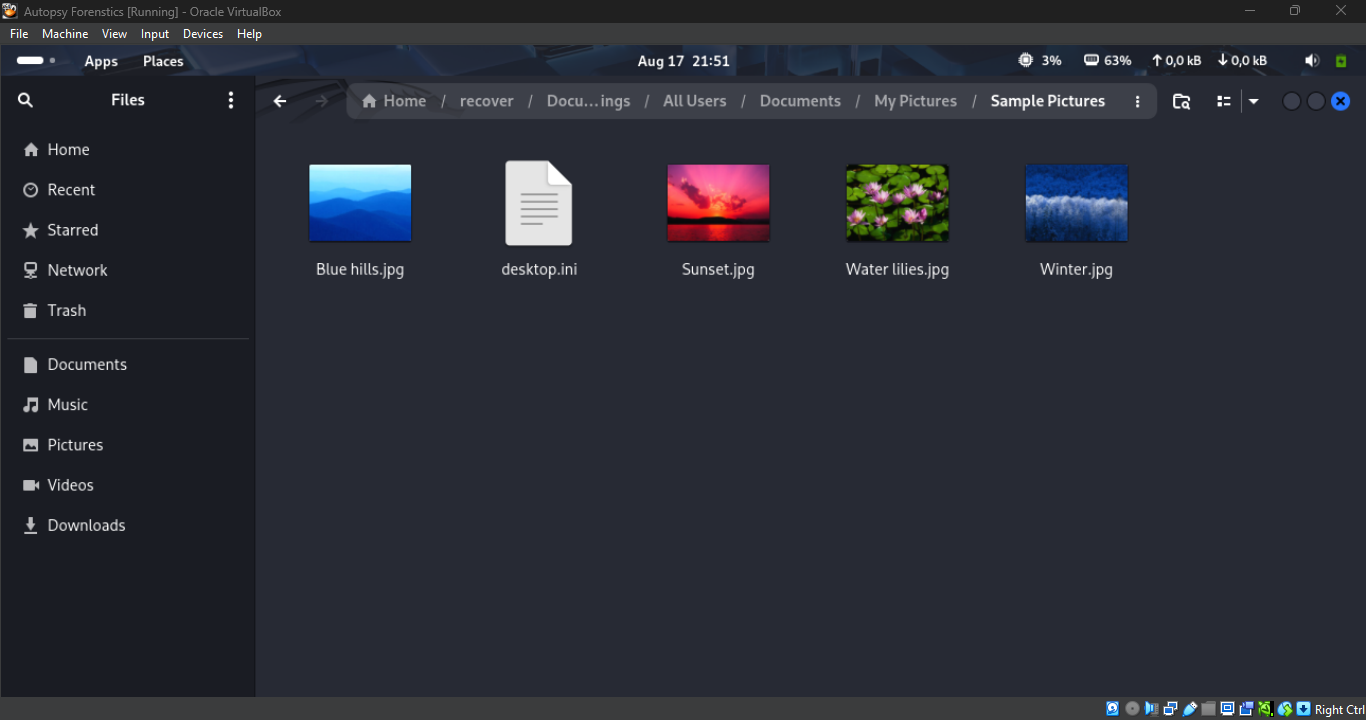 Autopsy Forenstics [Running] - Oracle VirtualBox
File Machine View Input Devices Help
Apps Places Aug 17 21:51 3% 63% 0,0 kB 0,0 kB
Files Home / recover / Docu...ings / All Users / Documents / My Pictures / Sample Pictures
Home
Recent
Starred
Network
Trash
Documents
Music
Pictures
Videos
Downloads
Blue hills.jpg desktop.ini Sunset.jpg Water lilies.jpg Winter.jpg
Right Ctrl